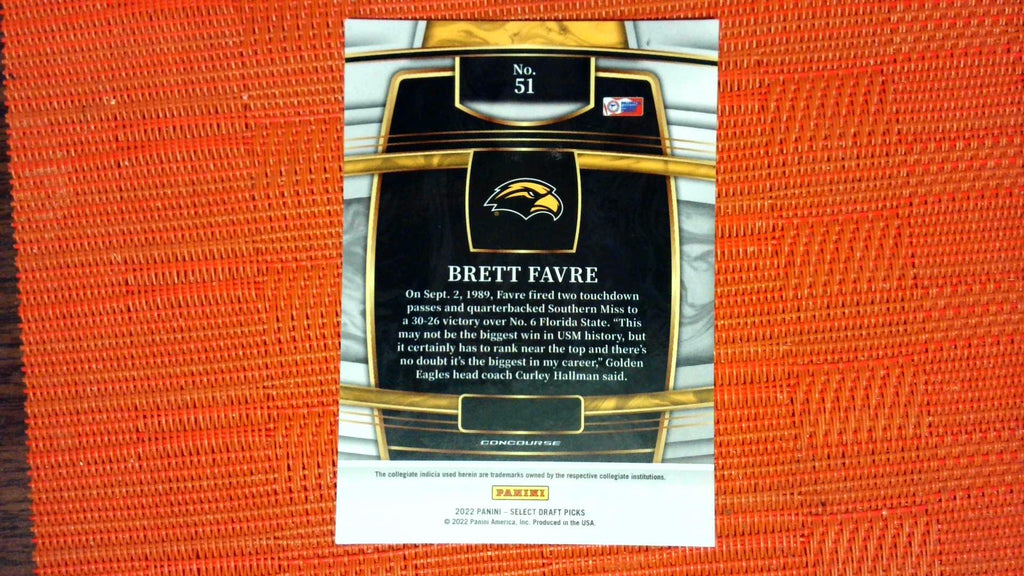 No.
51
BRETT FAVRE
On Sept. 2, 1989, Favre fired two touchdown
passes and quarterbacked Southern Miss to
a 30-26 victory over No. 6 Florida State. “This
may not be the biggest win in USM history, but
it certainly has to rank near the top and there’s
no doubt it’s the biggest in my career,” Golden
Eagles head coach Curley Hallman said.
CONCOURSE
The collegiate indicia used herein are trademarks owned by the respective collegiate institutions.
PANINI
2022 PANINI – SELECT DRAFT PICKS
© 2022 Panini America, Inc. Produced in the USA.